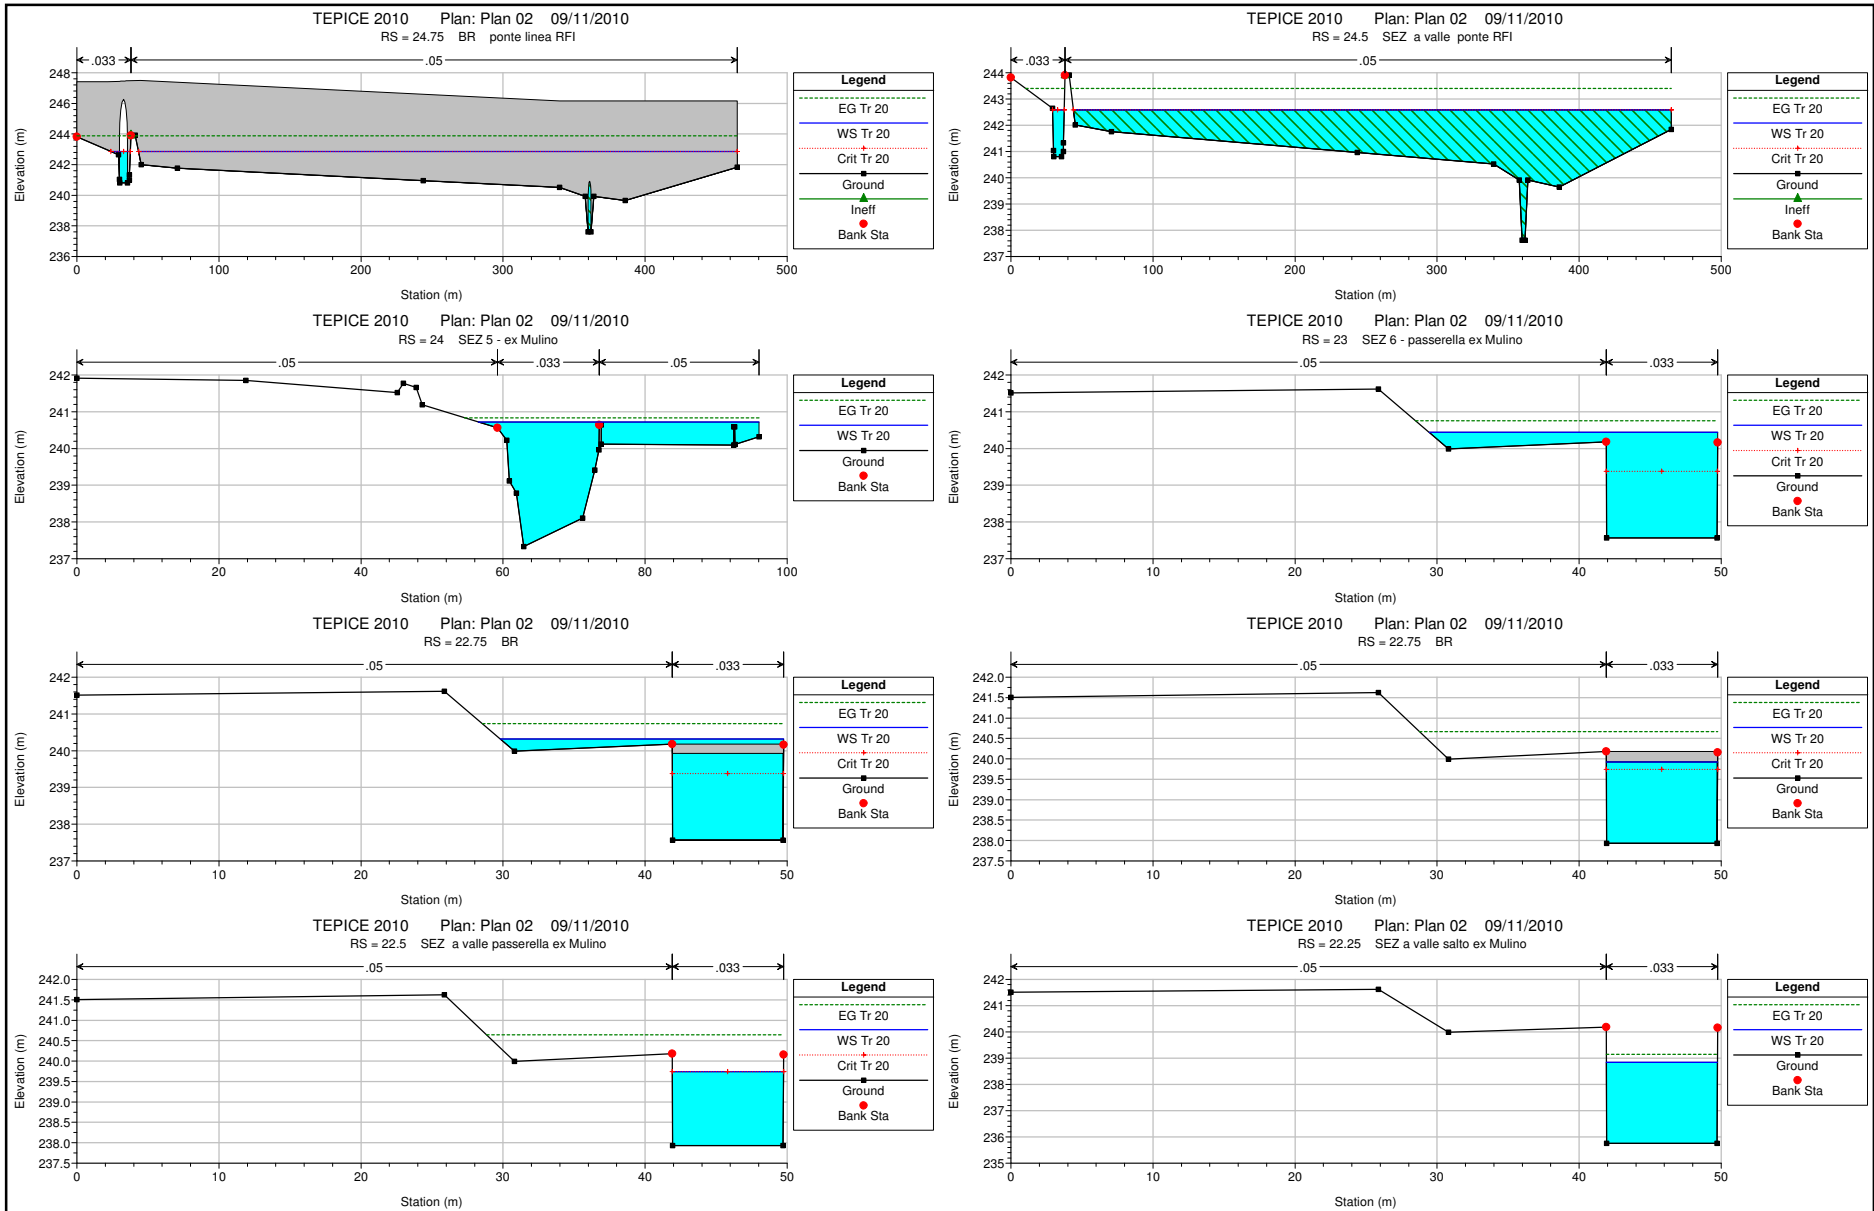 TEPICE 2010 Plan: Plan 02 09/11/2010
RS = 24.75 BR ponte linea RFI
.033
.05
248
246
244
242
240
238
236
Elevation (m)
0 100 200 300 400 500
Station (m)
Legend
EG Tr 20
WS Tr 20
Crit Tr 20
Ground
Ineff
Bank Sta
TEPICE 2010 Plan: Plan 02 09/11/2010
RS = 24.5 SEZ a valle ponte RFI
.033
.05
244
243
242
241
240
239
238
237
Elevation (m)
0 100 200 300 400 500
Station (m)
Legend
EG Tr 20
WS Tr 20
Crit Tr 20
Ground
Ineff
Bank Sta
TEPICE 2010 Plan: Plan 02 09/11/2010
RS = 24 SEZ 5 - ex Mulino
.05
.033
.05
242
241
240
239
238
237
Elevation (m)
0 20 40 60 80 100
Station (m)
Legend
EG Tr 20
WS Tr 20
Ground
Bank Sta
TEPICE 2010 Plan: Plan 02 09/11/2010
RS = 23 SEZ 6 - passerella ex Mulino
.05
.033
242
241
240
239
238
237
Elevation (m)
0 10 20 30 40 50
Station (m)
Legend
EG Tr 20
WS Tr 20
Crit Tr 20
Ground
Bank Sta
TEPICE 2010 Plan: Plan 02 09/11/2010
RS = 22.75 BR
.05
.033
242
241
240
239
238
237
Elevation (m)
0 10 20 30 40 50
Station (m)
Legend
EG Tr 20
WS Tr 20
Crit Tr 20
Ground
Bank Sta
TEPICE 2010 Plan: Plan 02 09/11/2010
RS = 22.75 BR
.05
.033
242.0
241.5
241.0
240.5
240.0
239.5
239.0
238.5
238.0
237.5
Elevation (m)
0 10 20 30 40 50
Station (m)
Legend
EG Tr 20
WS Tr 20
Crit Tr 20
Ground
Bank Sta
TEPICE 2010 Plan: Plan 02 09/11/2010
RS = 22.5 SEZ a valle passerella ex Mulino
.05
.033
242.0
241.5
241.0
240.5
240.0
239.5
239.0
238.5
238.0
237.5
Elevation (m)
0 10 20 30 40 50
Station (m)
Legend
EG Tr 20
WS Tr 20
Crit Tr 20
Ground
Bank Sta
TEPICE 2010 Plan: Plan 02 09/11/2010
RS = 22.25 SEZ a valle salto ex Mulino
.05
.033
242
241
240
239
238
237
236
235
Elevation (m)
0 10 20 30 40 50
Station (m)
Legend
EG Tr 20
WS Tr 20
Ground
Bank Sta